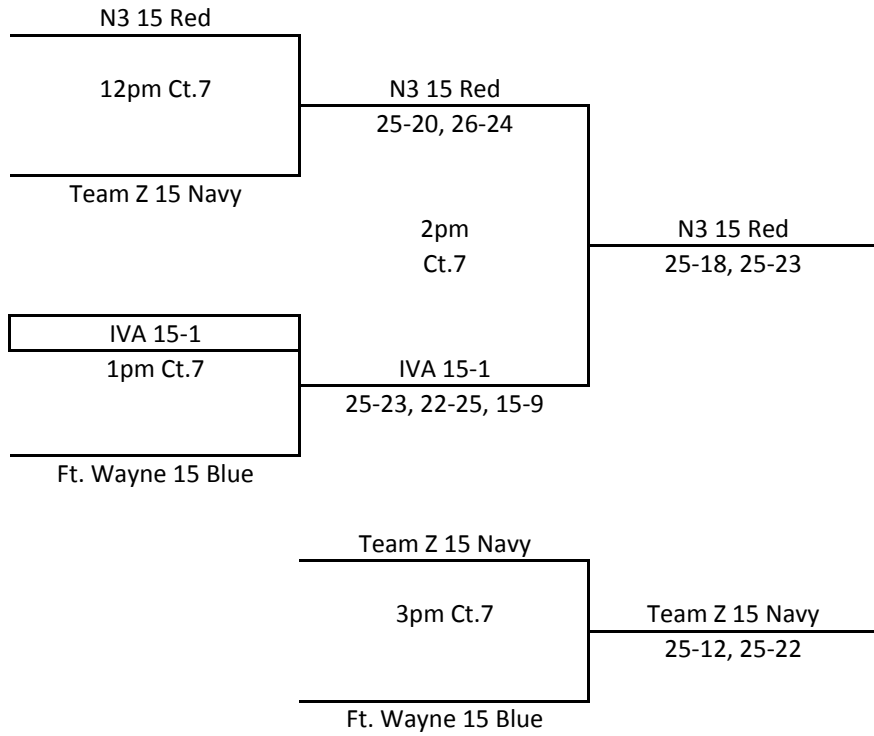 N3 15 Red
12pm Ct.7
N3 15 Red
25-20, 26-24
Team Z 15 Navy
2pm
Ct.7
N3 15 Red
25-18, 25-23
IVA 15-1
1pm Ct.7
IVA 15-1
25-23, 22-25, 15-9
Ft. Wayne 15 Blue
Team Z 15 Navy
3pm Ct.7
Team Z 15 Navy
25-12, 25-22
Ft. Wayne 15 Blue